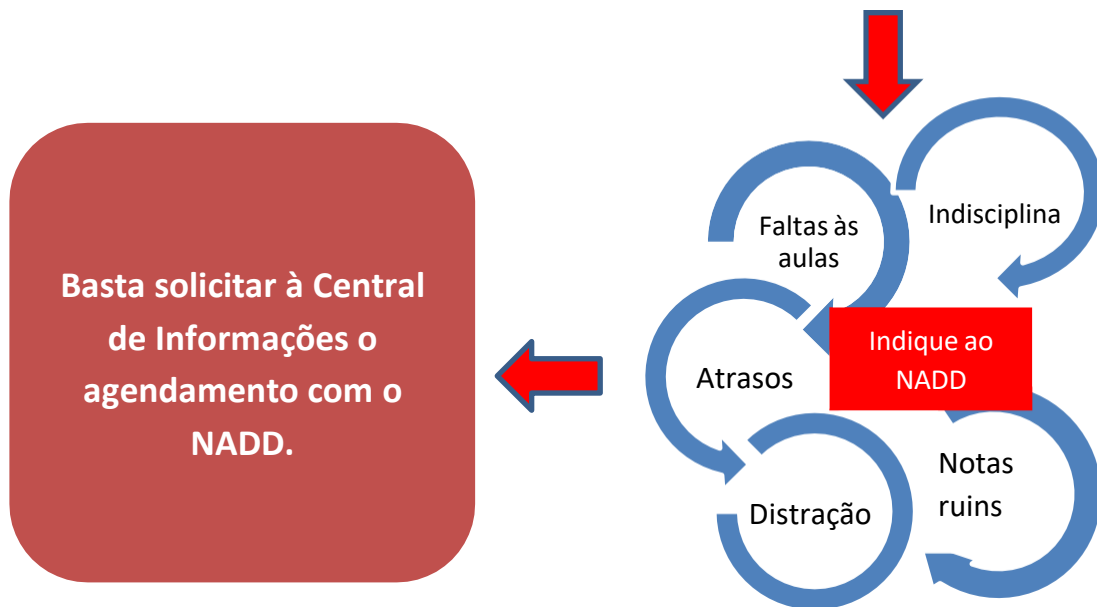 Basta solicitar à Central
de Informações o
agendamento com o
NADD.
Indisciplina
Faltas às
aulas
Indique ao
NADD
Atrasos
Notas
ruins
Distração